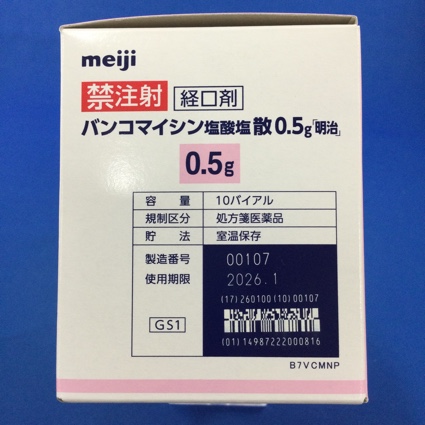 meiji
禁注射 経口剤
バンコマイシン塩酸塩散0.5g「明治」
0.5g
容量 10バイアル
規制区分 処方箋医薬品
貯法 室温保存
製造番号 00107
使用期限 2026.1
(17)260100(10)00107
GS1
(01)14987222000816
B7VCMNP